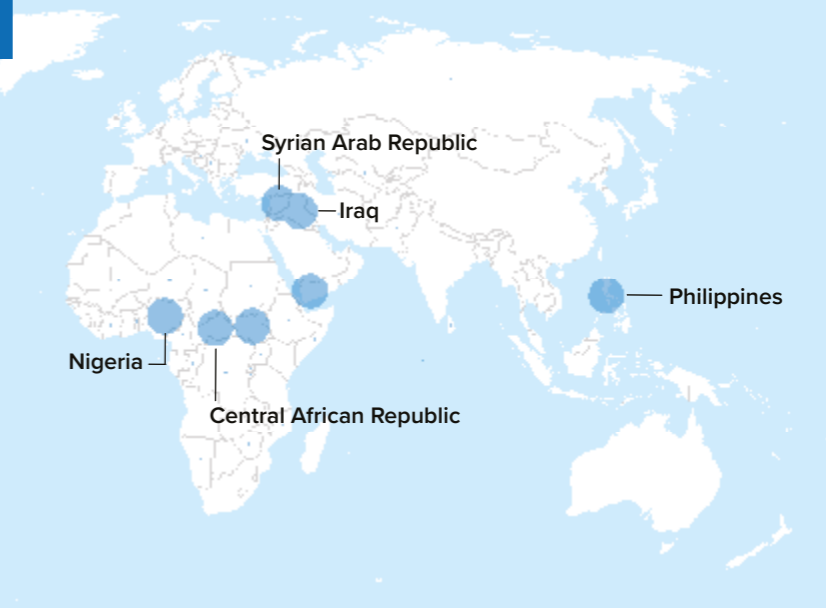 Syrian Arab Republic
Iraq
Philippines
Nigeria
Central African Republic